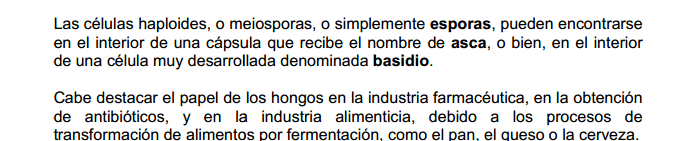 Las células haploides, o meiosporas, o simplemente esporas, pueden encontrarse
en el interior de una cápsula que recibe el nombre de asca, o bien, en el interior
de una célula muy desarrollada denominada basidio.
Cabe destacar el papel de los hongos en la industria farmacéutica, en la obtención
de antibióticos, y en la industria alimenticia, debido a los procesos de
transformación de alimentos por fermentación, como el pan, el queso o la cerveza.